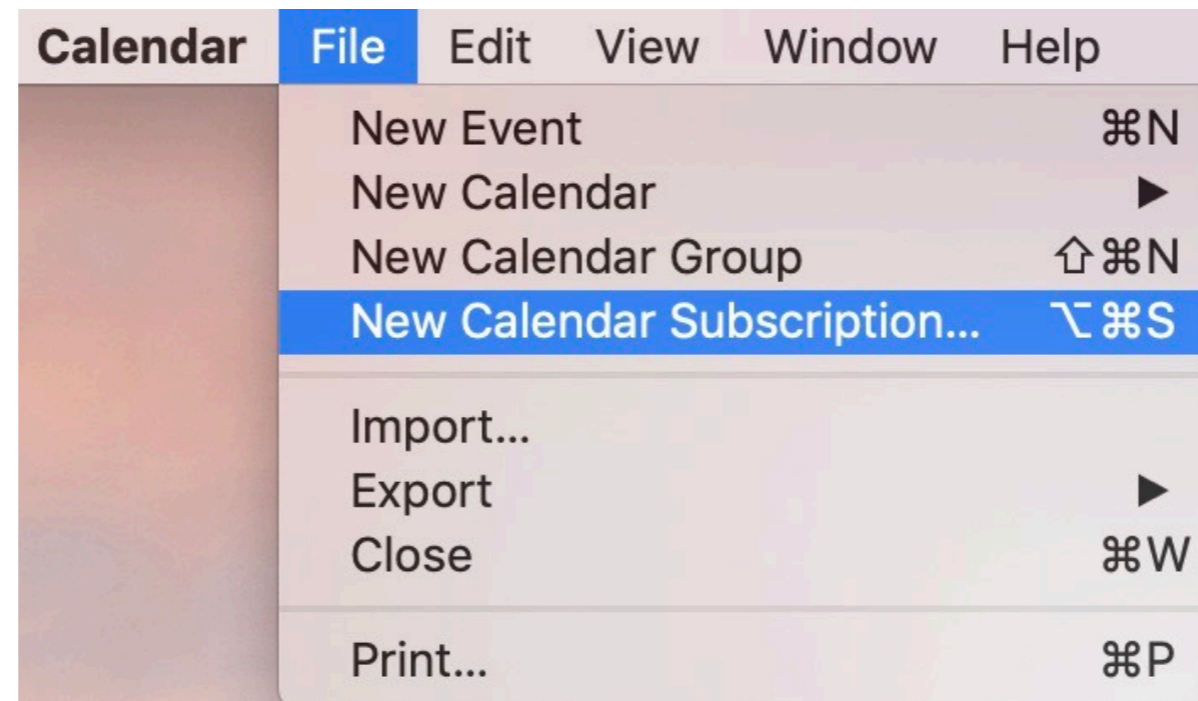 Calendar File Edit View Window Help
New Event ⌘N
New Calendar ▶
New Calendar Group ⇧⌘N
New Calendar Subscription... ⌥⌘S
Import...
Export ▶
Close ⌘W
Print... ⌘P